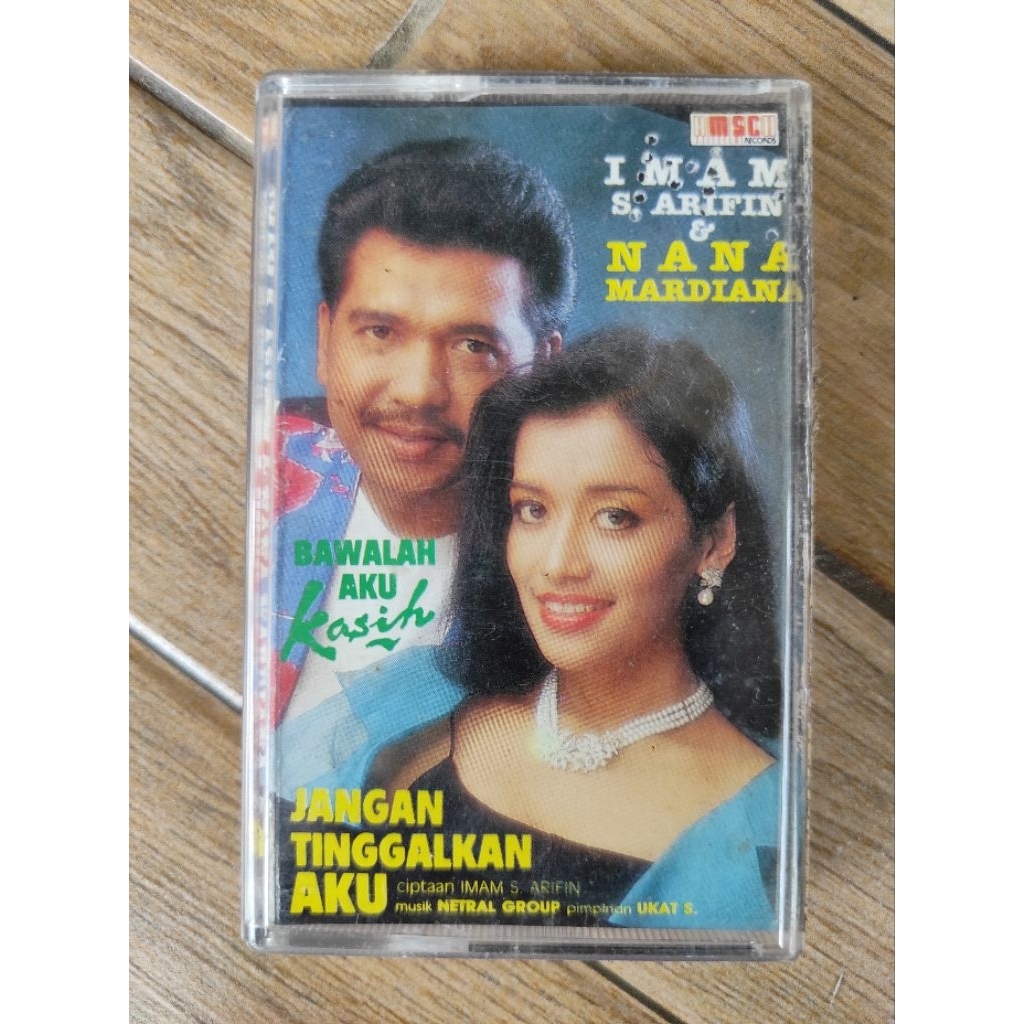 MSC
RECORDS
IMAM
S. ARIFIN
&
NANA
MARDIANA
BAWALAH
AKU
Kasih
JANGAN
TINGGALKAN
AKU
ciptaan IMAM S. ARIFIN
musik NETRAL GROUP pimpinan UKAT S.